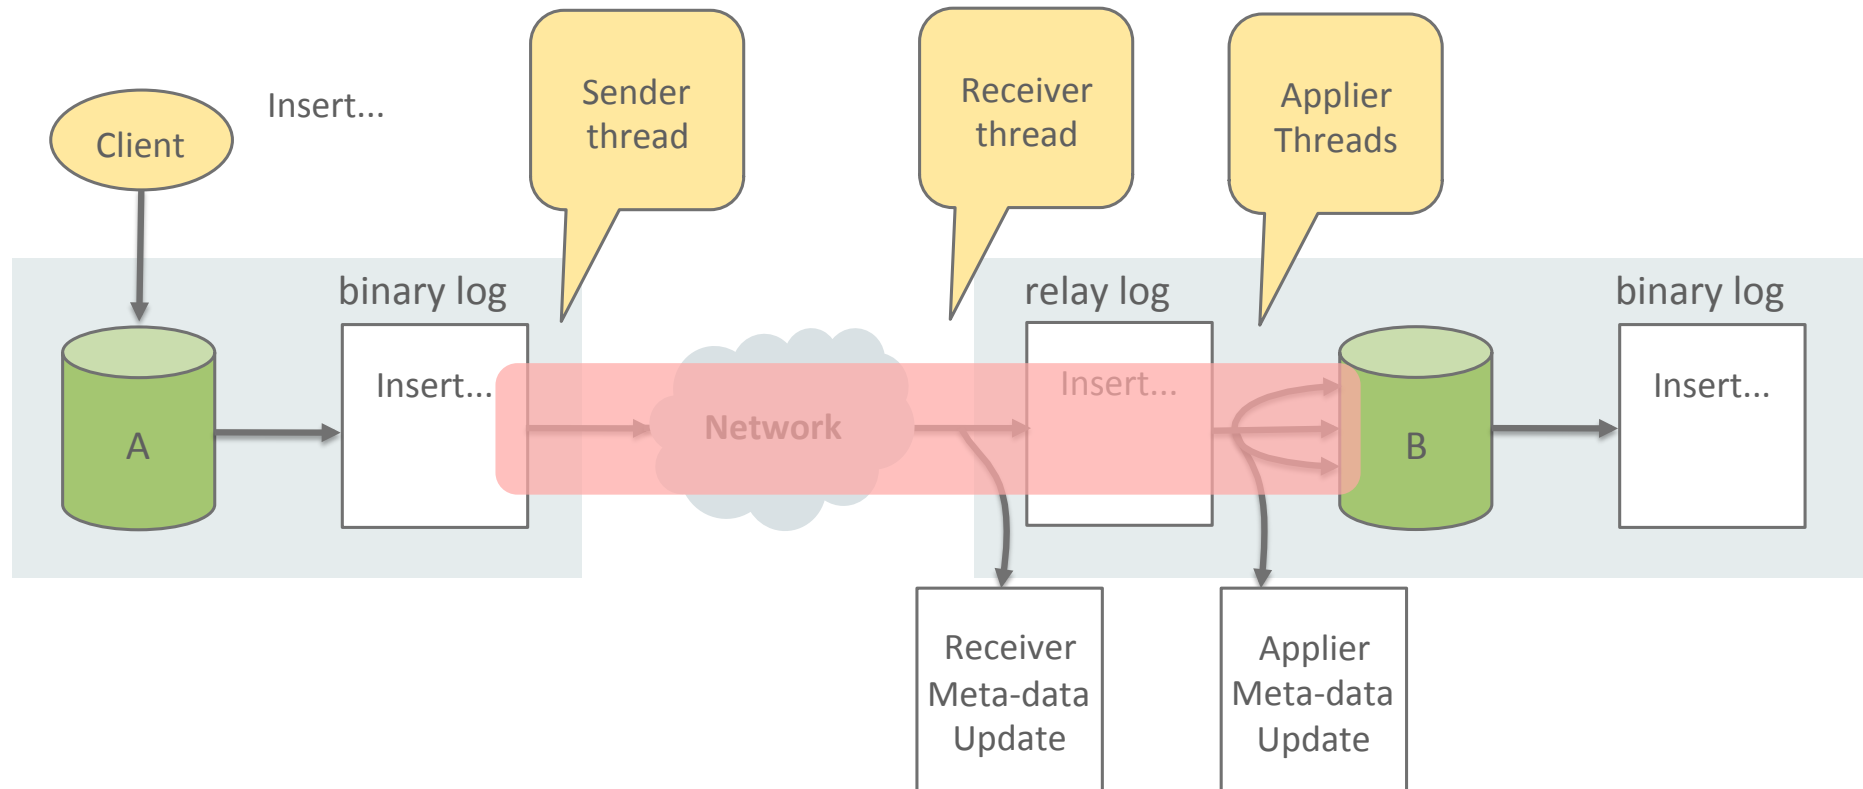 Client
Insert...
Sender
thread
Receiver
thread
Applier
Threads
binary log
Insert...
A
Network
relay log
Insert...
B
binary log
Insert...
Receiver
Meta-data
Update
Applier
Meta-data
Update